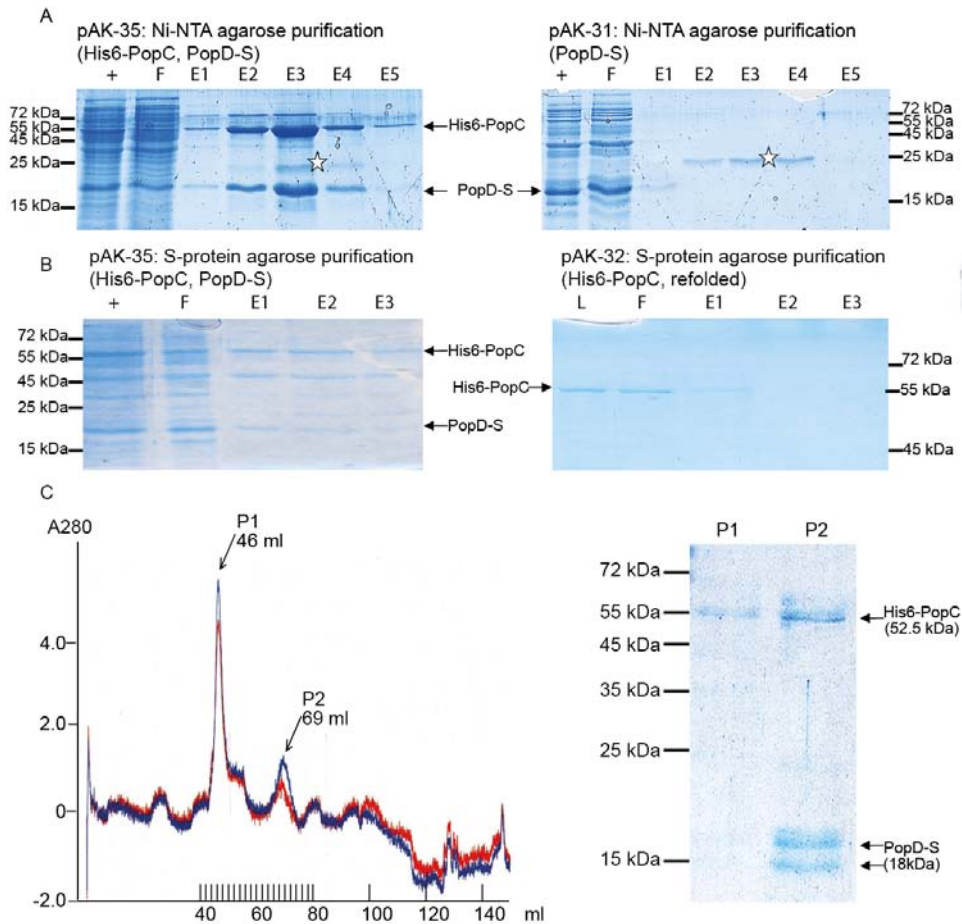 A
pAK-35: Ni-NTA agarose purification
(His6-PopC, PopD-S)
+ F E1 E2 E3 E4 E5
72 kDa
55 kDa
45 kDa
25 kDa
15 kDa
His6-PopC
PopD-S
pAK-31: Ni-NTA agarose purification
(PopD-S)
+ F E1 E2 E3 E4 E5
72 kDa
55 kDa
45 kDa
25 kDa
15 kDa
B
pAK-35: S-protein agarose purification
(His6-PopC, PopD-S)
+ F E1 E2 E3
72 kDa
55 kDa
45 kDa
15 kDa
His6-PopC
PopD-S
pAK-32: S-protein agarose purification
(His6-PopC, refolded)
L F E1 E2 E3
His6-PopC
72 kDa
55 kDa
45 kDa
C
A280
P1
46 ml
P2
69 ml
4.0
2.0
0
-2.0
40 60 80 100 120 140 ml
P1 P2
72 kDa
55 kDa
45 kDa
35 kDa
25 kDa
15 kDa
His6-PopC
(52.5 kDa)
PopD-S
(18kDa)